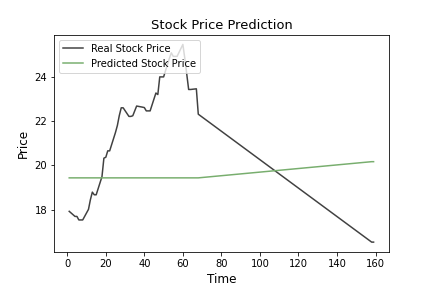 Stock Price Prediction
Real Stock Price
Predicted Stock Price
Price
24
22
20
18
0 20 40 60 80 100 120 140 160
Time